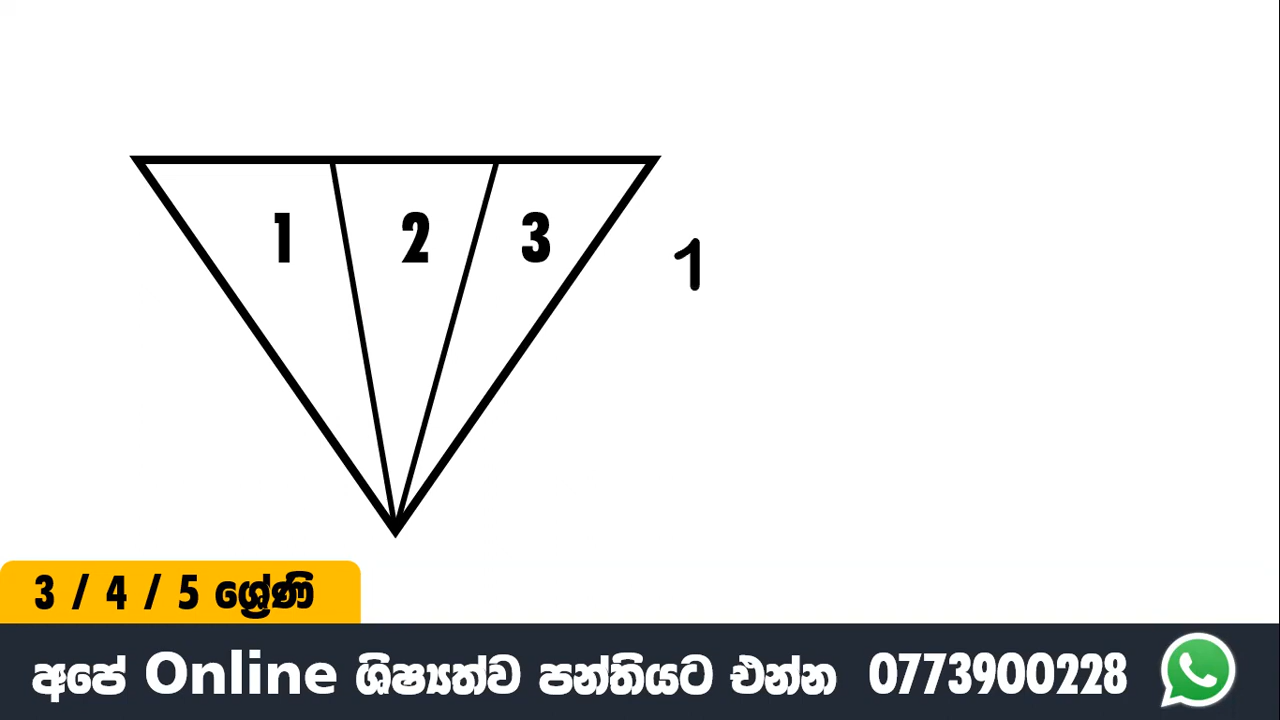 1 2 3
1
3 / 4 / 5 ශ්‍රේණි
අපේ Online ශිෂ්‍යත්ව පන්තියට එන්න 0773900228